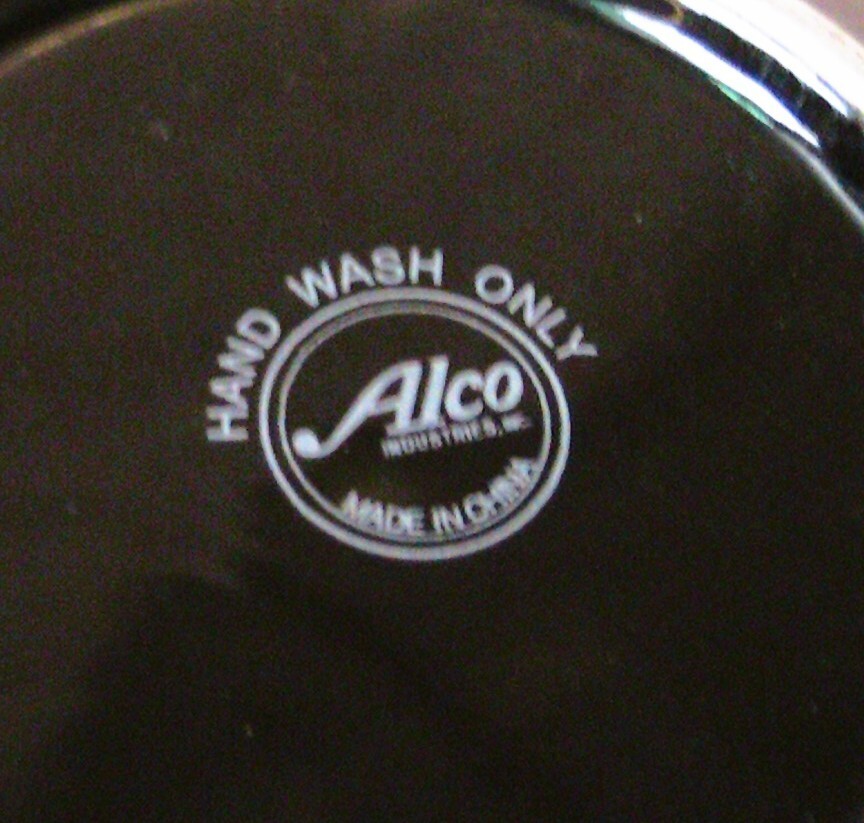 HAND WASH ONLY
Alco
INDUSTRIES, INC.
MADE IN CHINA